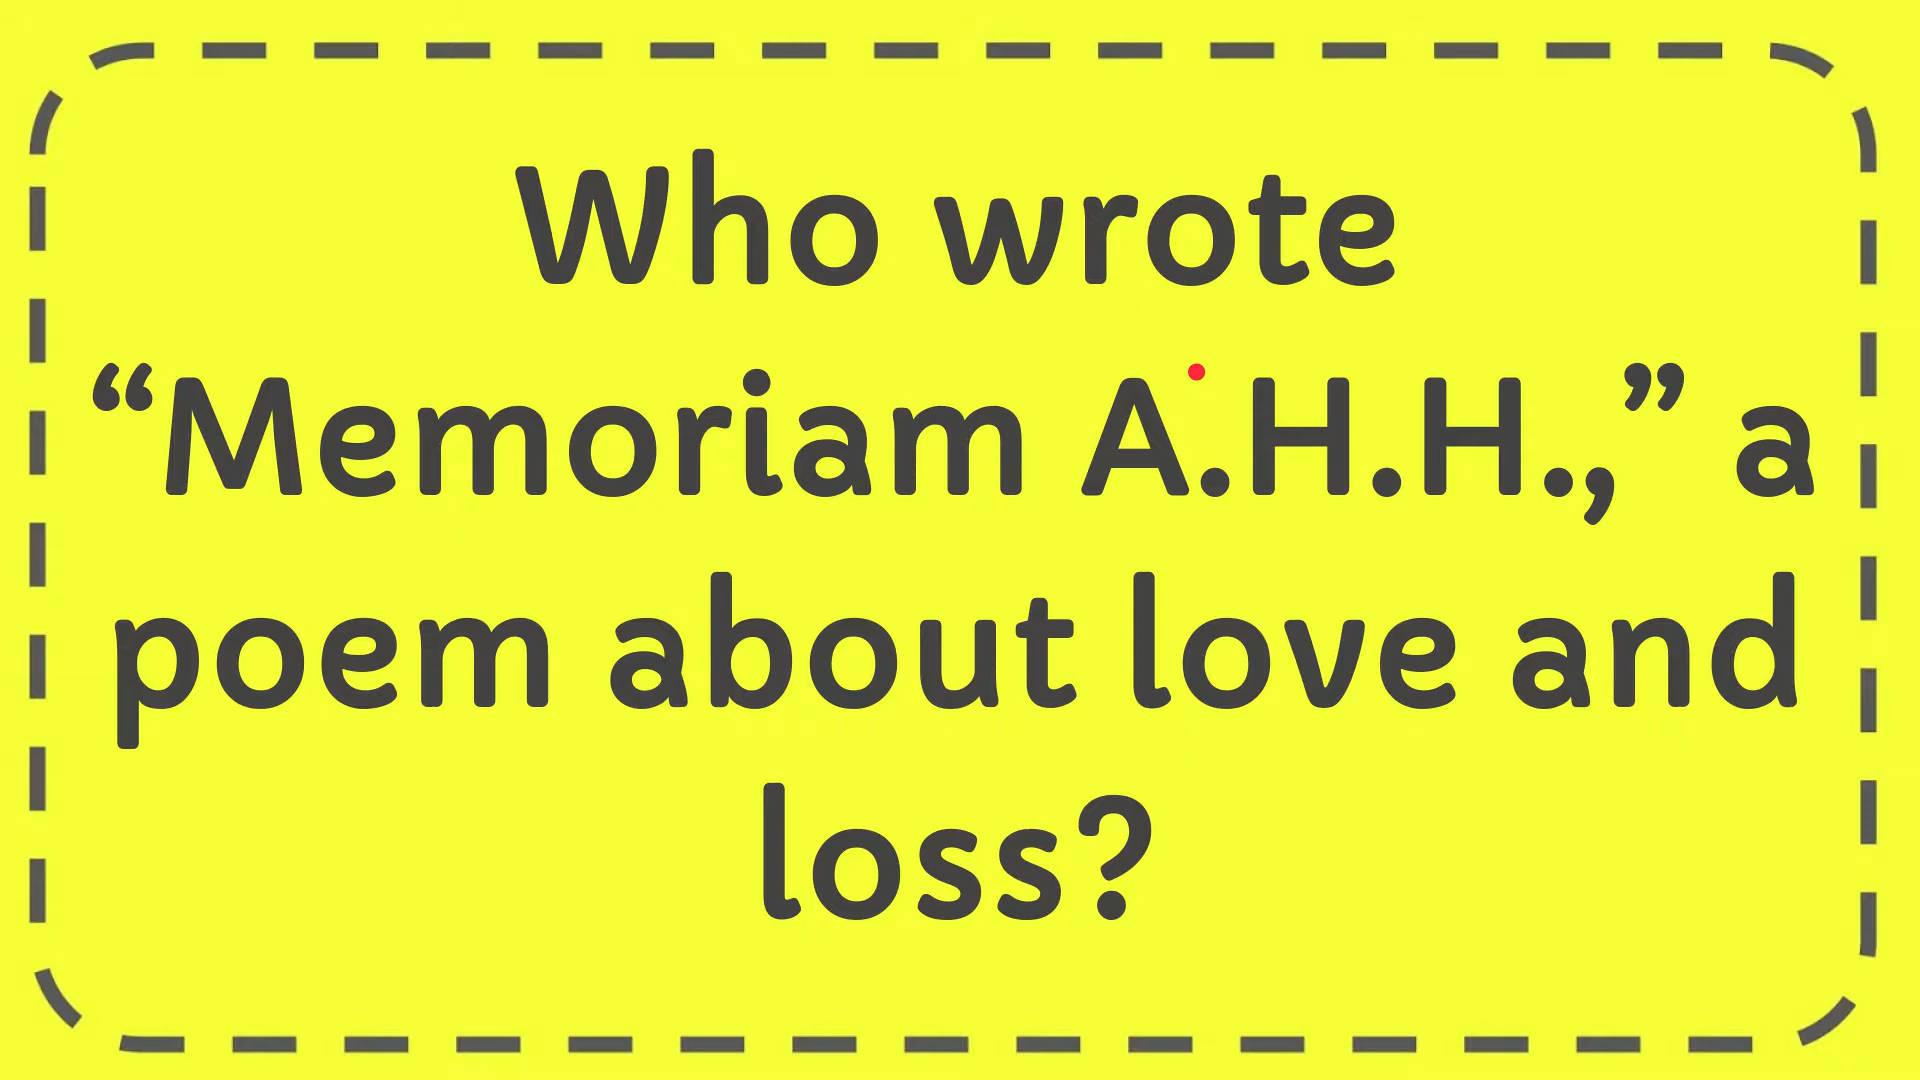 Who wrote
“Memoriam A.H.H.,” a
poem about love and
loss?